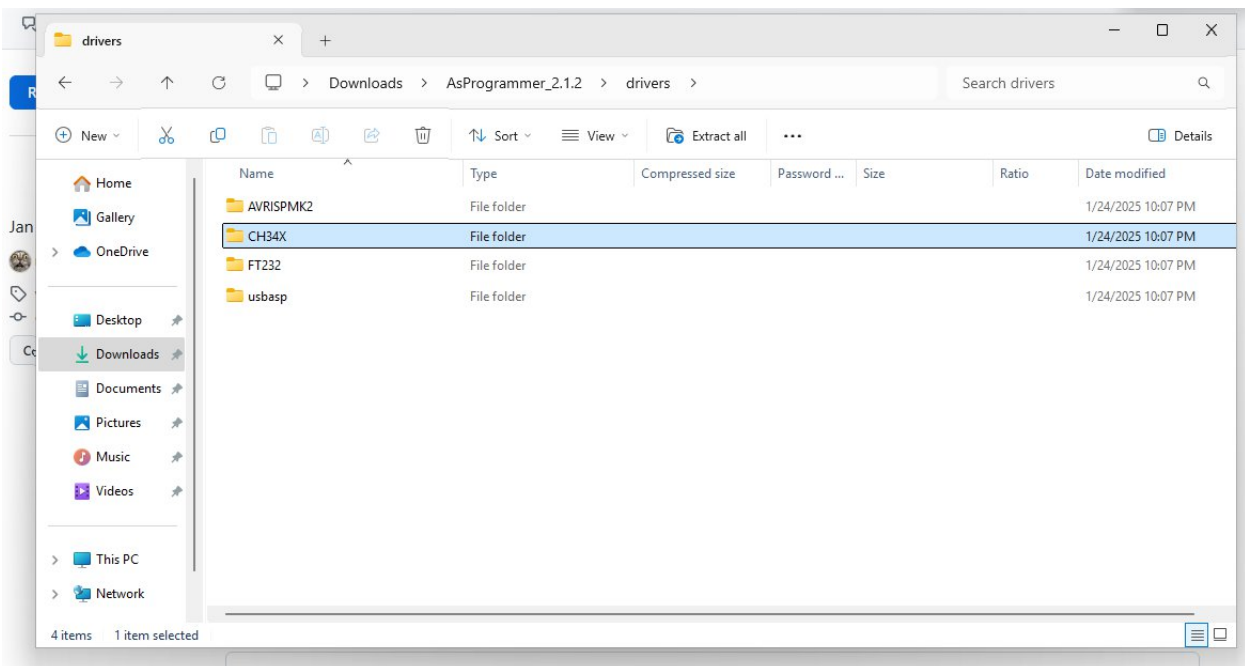 drivers
Downloads > AsProgrammer_2.1.2 > drivers >
Search drivers
R
New
Sort
View
Extract all
...
Details
Home
Gallery
OneDrive
Desktop
Downloads
Documents
Pictures
Music
Videos
This PC
Network
Name Type Compressed size Password ... Size Ratio Date modified
AVRISPMK2 File folder 1/24/2025 10:07 PM
CH34X File folder 1/24/2025 10:07 PM
FT232 File folder 1/24/2025 10:07 PM
usbasp File folder 1/24/2025 10:07 PM
Jan
4 items 1 item selected